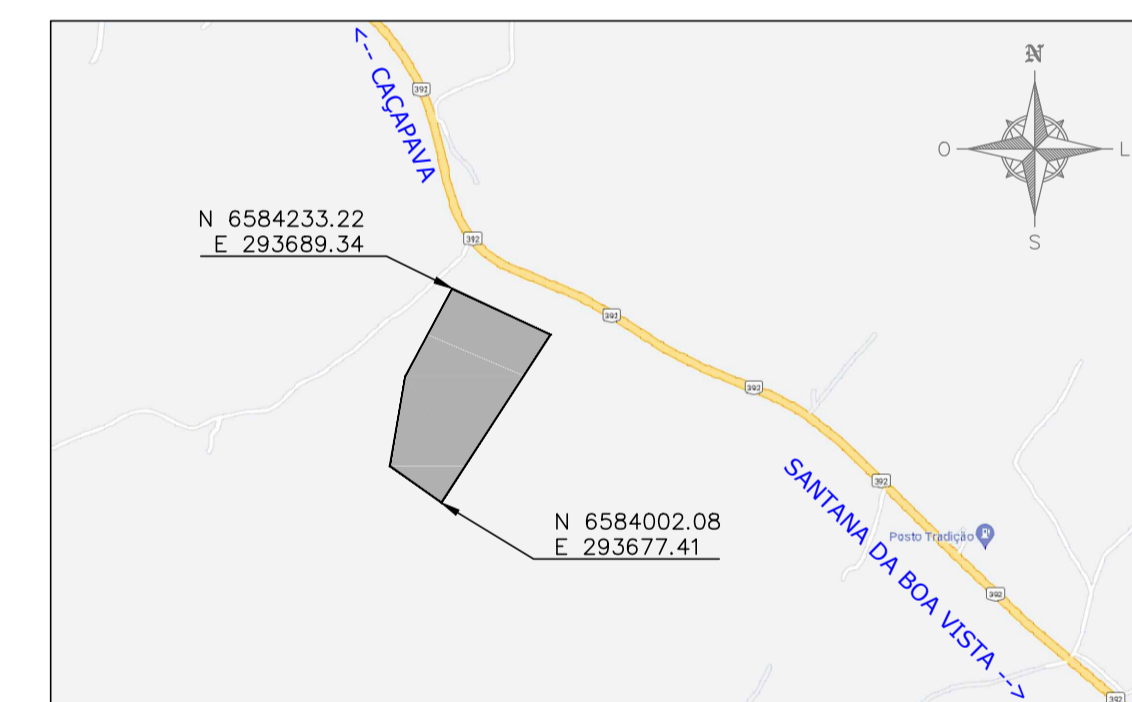 <--- CAÇAPAVA
392
N
O
L
S
N 6584233.22
E 293689.34
392
392
392
SANTANA DA BOA VISTA -->
392
N 6584002.08
E 293677.41
Posto Tradição
392
392